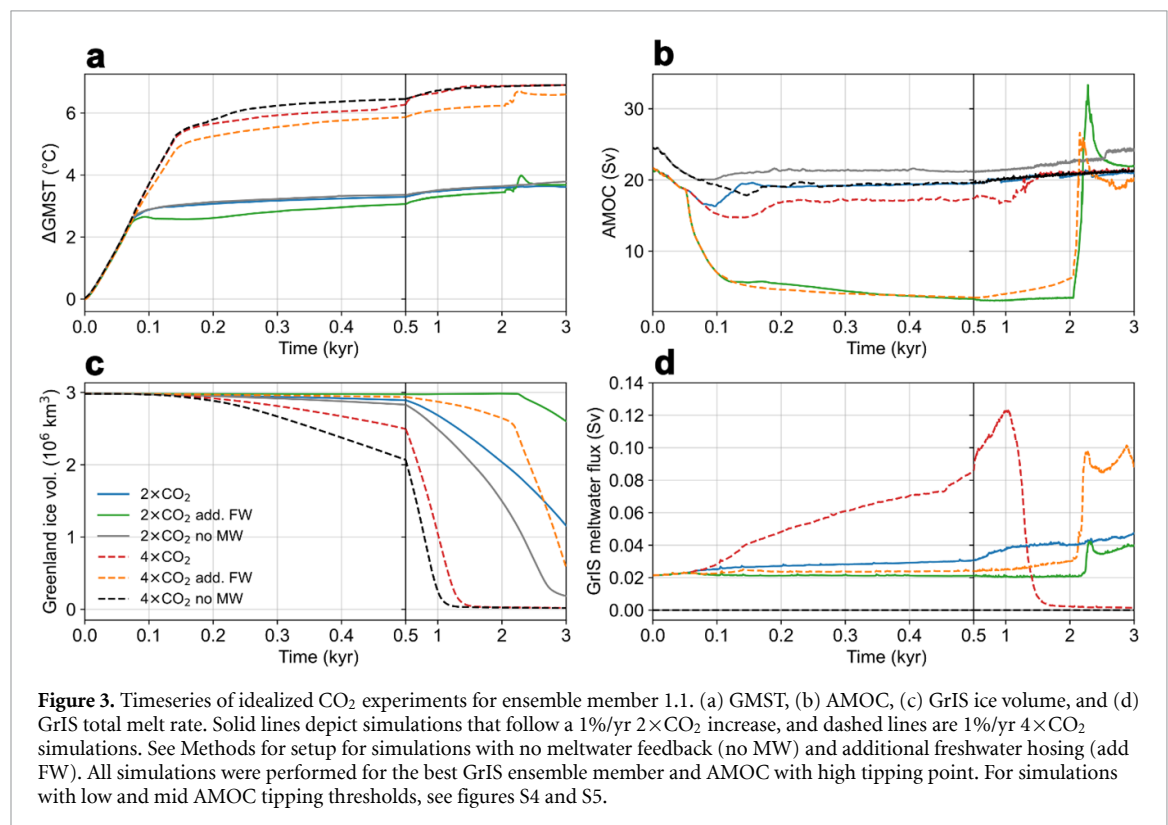 a
ΔGMST (°C)
6
4
2
0
0.0 0.1 0.2 0.3 0.4 0.5 1 2 3
Time (kyr)
b
AMOC (Sv)
30
20
10
0.0 0.1 0.2 0.3 0.4 0.5 1 2 3
Time (kyr)
c
Greenland ice vol. (10⁶ km³)
3
2
1
0
2×CO₂
2×CO₂ add. FW
2×CO₂ no MW
4×CO₂
4×CO₂ add. FW
4×CO₂ no MW
0.0 0.1 0.2 0.3 0.4 0.5 1 2 3
Time (kyr)
d
GrIS meltwater flux (Sv)
0.14
0.12
0.10
0.08
0.06
0.04
0.02
0.00
0.0 0.1 0.2 0.3 0.4 0.5 1 2 3
Time (kyr)
Figure 3. Timeseries of idealized CO₂ experiments for ensemble member 1.1. (a) GMST, (b) AMOC, (c) GrIS ice volume, and (d)
GrIS total melt rate. Solid lines depict simulations that follow a 1%/yr 2×CO₂ increase, and dashed lines are 1%/yr 4×CO₂
simulations. See Methods for setup for simulations with no meltwater feedback (no MW) and additional freshwater hosing (add
FW). All simulations were performed for the best GrIS ensemble member and AMOC with high tipping point. For simulations
with low and mid AMOC tipping thresholds, see figures S4 and S5.